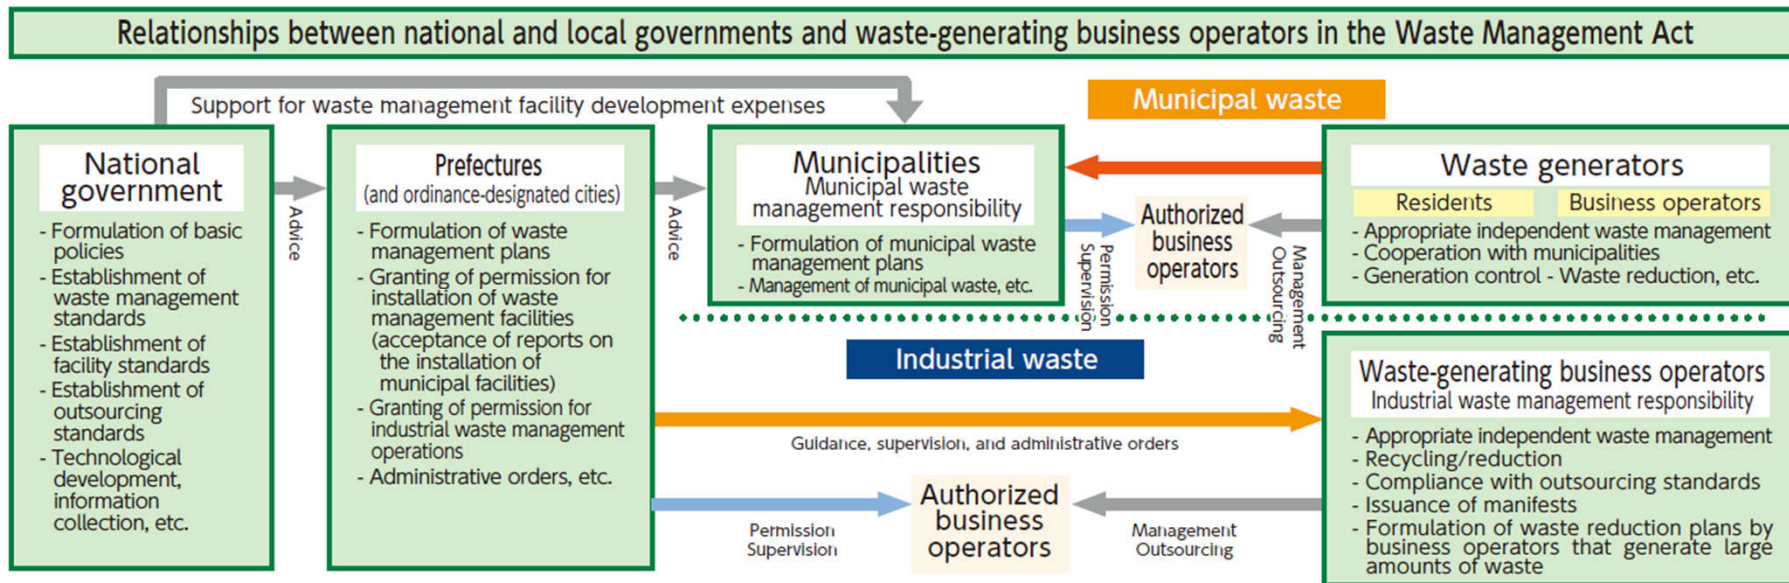 Relationships between national and local governments and waste-generating business operators in the Waste Management Act
Support for waste management facility development expenses
Municipal waste
National
government
- Formulation of basic
policies
- Establishment of
waste management
standards
- Establishment of
facility standards
- Establishment of
outsourcing
standards
- Technological
development,
information
collection, etc.
Advice
Prefectures
(and ordinance-designated cities)
- Formulation of waste
management plans
- Granting of permission for
installation of waste
management facilities
(acceptance of reports on
the installation of
municipal facilities)
- Granting of permission for
industrial waste management
operations
- Administrative orders, etc.
Advice
Municipalities
Municipal waste
management responsibility
- Formulation of municipal waste
management plans
- Management of municipal waste, etc.
Permission
Supervision
Authorized
business
operators
Management
Outsourcing
Waste generators
Residents
Business operators
- Appropriate independent waste management
- Cooperation with municipalities
- Generation control - Waste reduction, etc.
Industrial waste
Guidance, supervision, and administrative orders
Permission
Supervision
Authorized
business
operators
Management
Outsourcing
Waste-generating business operators
Industrial waste management responsibility
- Appropriate independent waste management
- Recycling/reduction
- Compliance with outsourcing standards
- Issuance of manifests
- Formulation of waste reduction plans by
business operators that generate large
amounts of waste